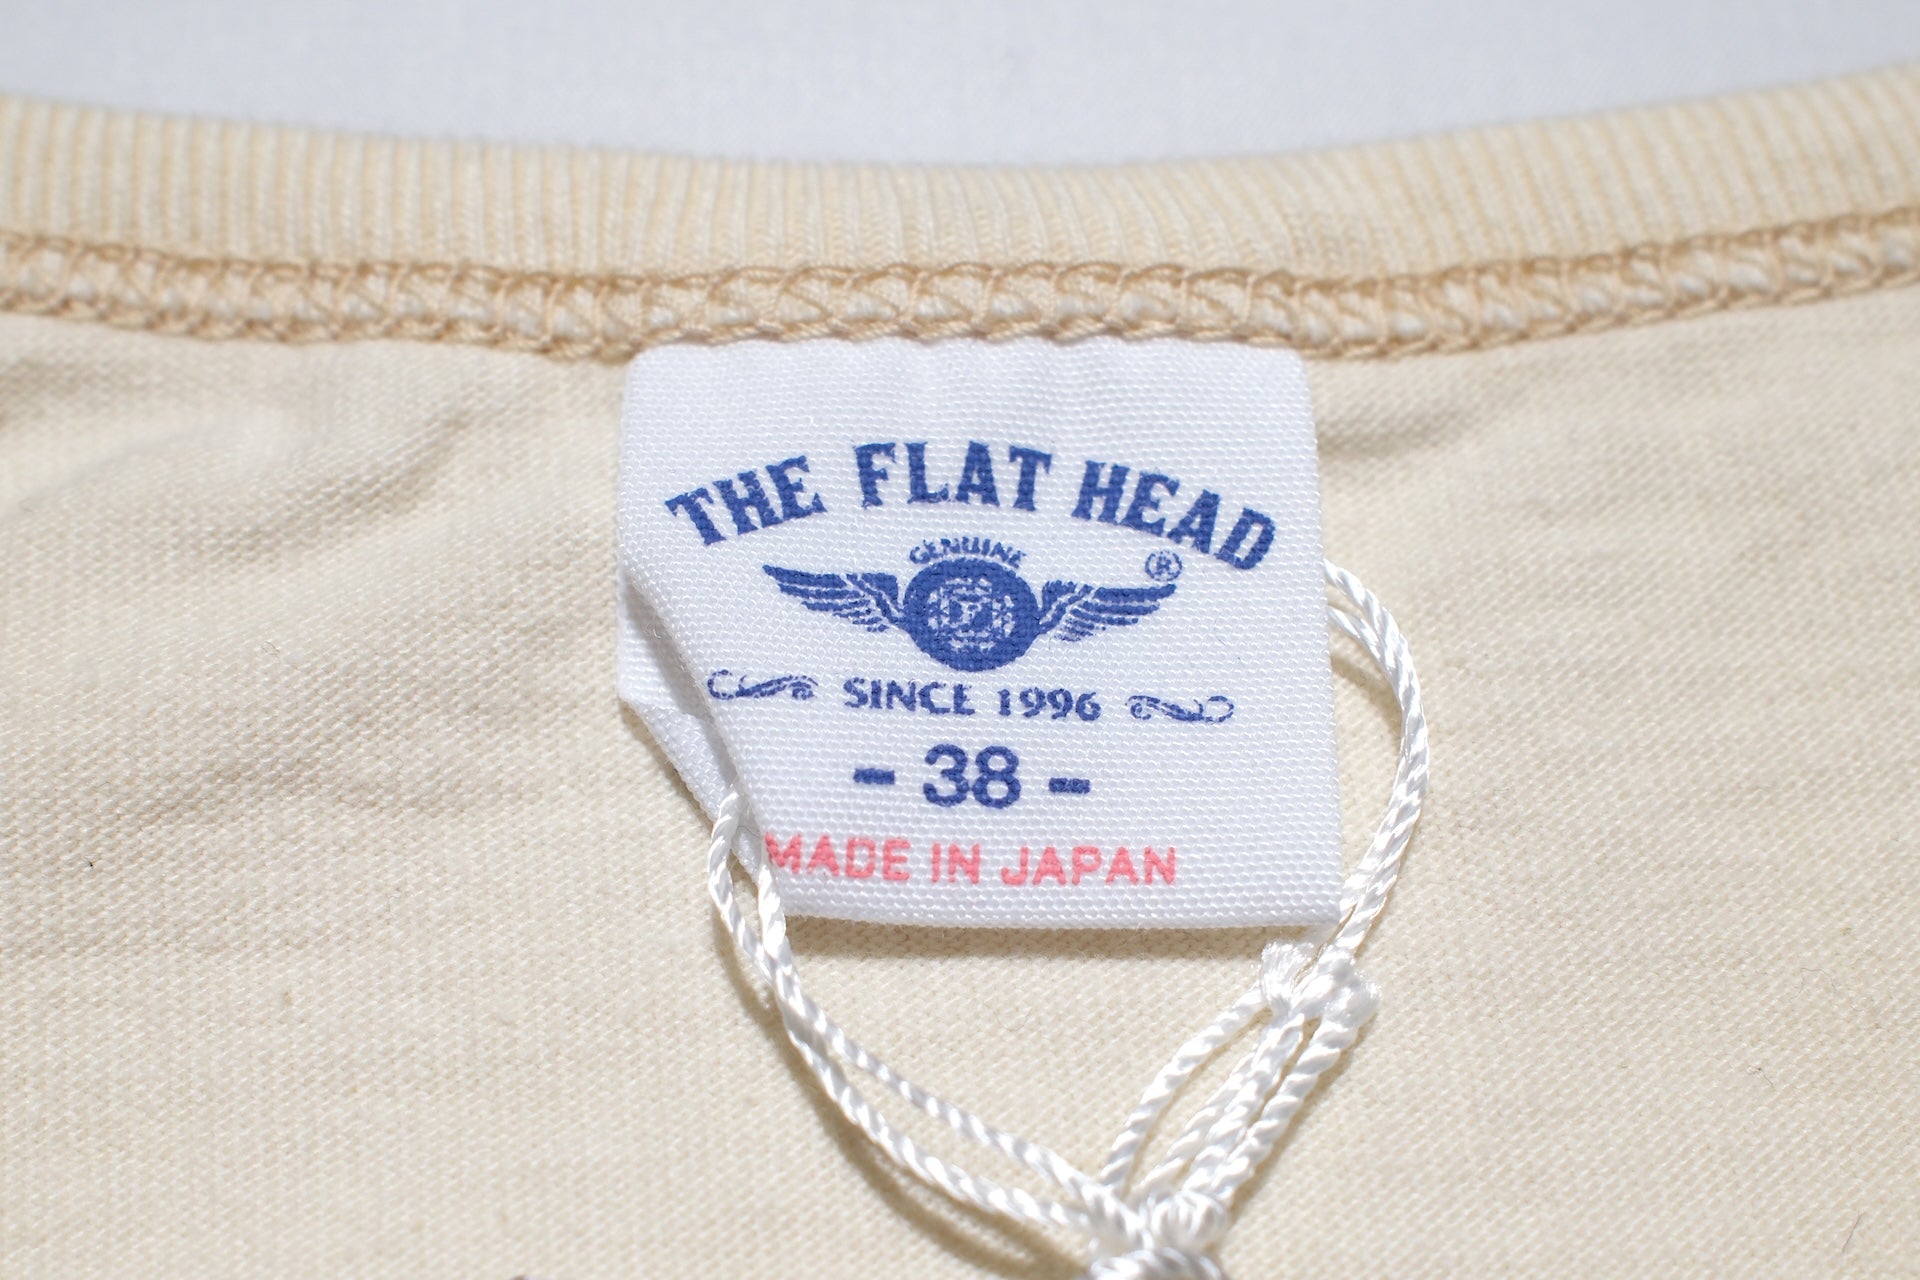 THE FLAT HEAD
GENUINE
®
F
SINCE 1996
- 38 -
MADE IN JAPAN